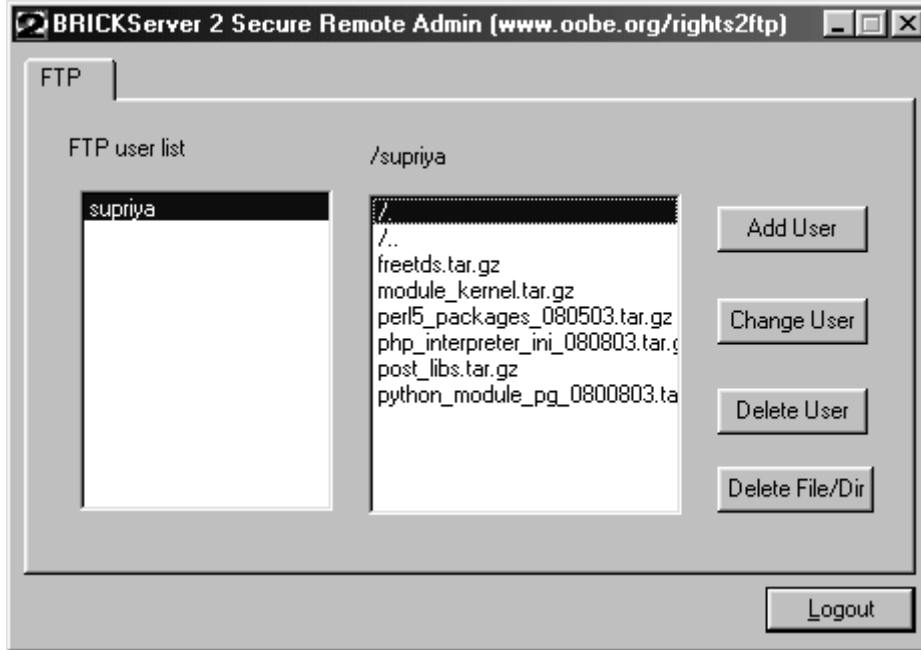 BRICKServer 2 Secure Remote Admin (www.oobe.org/rights2ftp)
FTP
FTP user list
/supriya
supriya
/.
/..
freetds.tar.gz
module_kernel.tar.gz
perl5_packages_080503.tar.gz
php_interpreter_ini_080803.tar.g
post_libs.tar.gz
python_module_pg_0800803.ta
Add User
Change User
Delete User
Delete File/Dir
Logout